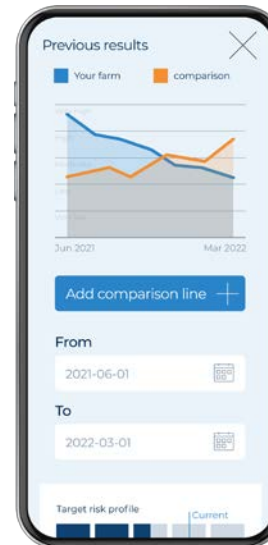 Previous results
Your farm comparison
Jun 2021 Mar 2022
Add comparison line
From
2021-06-01
To
2022-03-01
Target risk profile
Current